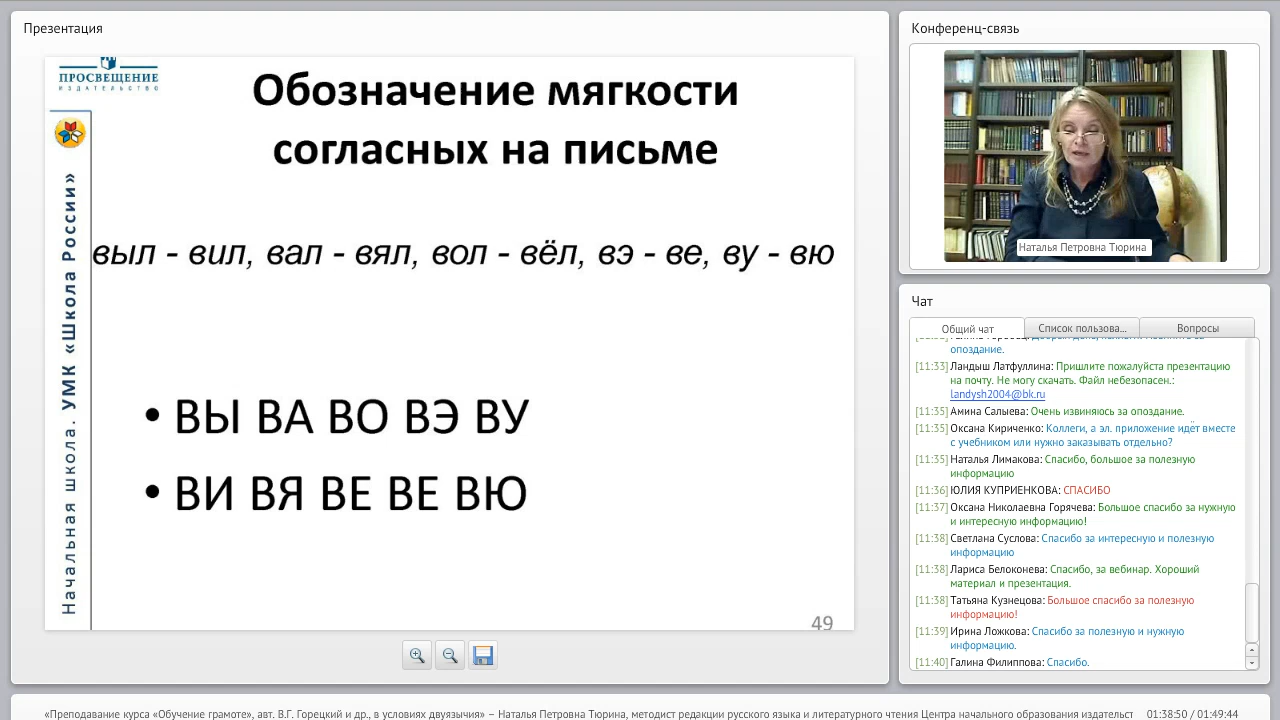 Презентация
ПРОСВЕЩЕНИЕ
ИЗДАТЕЛЬСТВО
Обозначение мягкости
согласных на письме
Начальная школа. УМК «Школа России»
выл - вил, вал - вял, вол - вёл, вэ - ве, ву - вю
• ВЫ ВА ВО ВЭ ВУ
• ВИ ВЯ ВЕ ВЕ ВЮ
49
Конференц-связь
Наталья Петровна Тюрина
Чат
Общий чат
Список пользова...
Вопросы
опоздание.
[11:33] Ландыш Латфуллина: Пришлите пожалуйста презентацию
на почту. Не могу скачать. Файл небезопасен.:
landysh2004@bk.ru
[11:35] Амина Салыева: Очень извиняюсь за опоздание.
[11:35] Оксана Кириченко: Коллеги, а эл. приложение идёт вместе
с учебником или нужно заказывать отдельно?
[11:35] Наталья Лимакова: Спасибо, большое за полезную
информацию
[11:36] ЮЛИЯ КУПРИЕНКОВА: СПАСИБО
[11:37] Оксана Николаевна Горячева: Большое спасибо за нужную
и интересную информацию!
[11:38] Светлана Суслова: Спасибо за интересную и полезную
информацию
[11:38] Лариса Белоконева: Спасибо, за вебинар. Хороший
материал и презентация.
[11:38] Татьяна Кузнецова: Большое спасибо за полезную
информацию!
[11:39] Ирина Ложкова: Спасибо за полезную и нужную
информацию.
[11:40] Галина Филиппова: Спасибо.
«Преподавание курса «Обучение грамоте», авт. В.Г. Горецкий и др., в условиях двуязычия» – Наталья Петровна Тюрина, методист редакции русского языка и литературного чтения Центра начального образования издательст
01:38:50 / 01:49:44